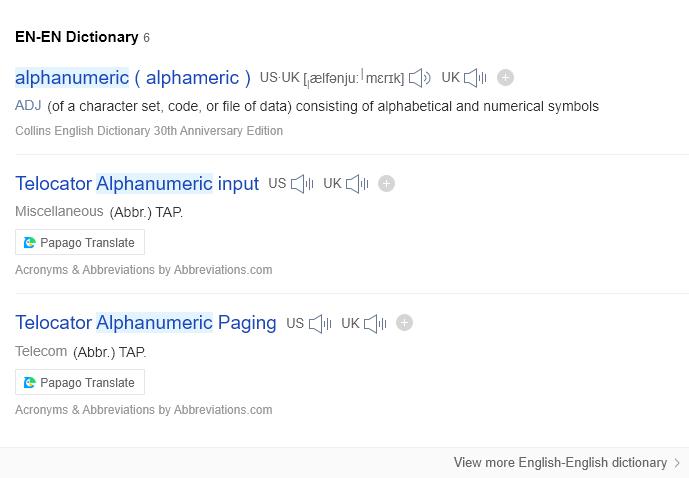 EN-EN Dictionary 6
alphanumeric ( alphameric ) US·UK [ˌælfənju:ˈmɛrɪk] UK
ADJ (of a character set, code, or file of data) consisting of alphabetical and numerical symbols
Collins English Dictionary 30th Anniversary Edition
Telocator Alphanumeric input US UK
Miscellaneous (Abbr.) TAP.
Papago Translate
Acronyms & Abbreviations by Abbreviations.com
Telocator Alphanumeric Paging US UK
Telecom (Abbr.) TAP.
Papago Translate
Acronyms & Abbreviations by Abbreviations.com
View more English-English dictionary